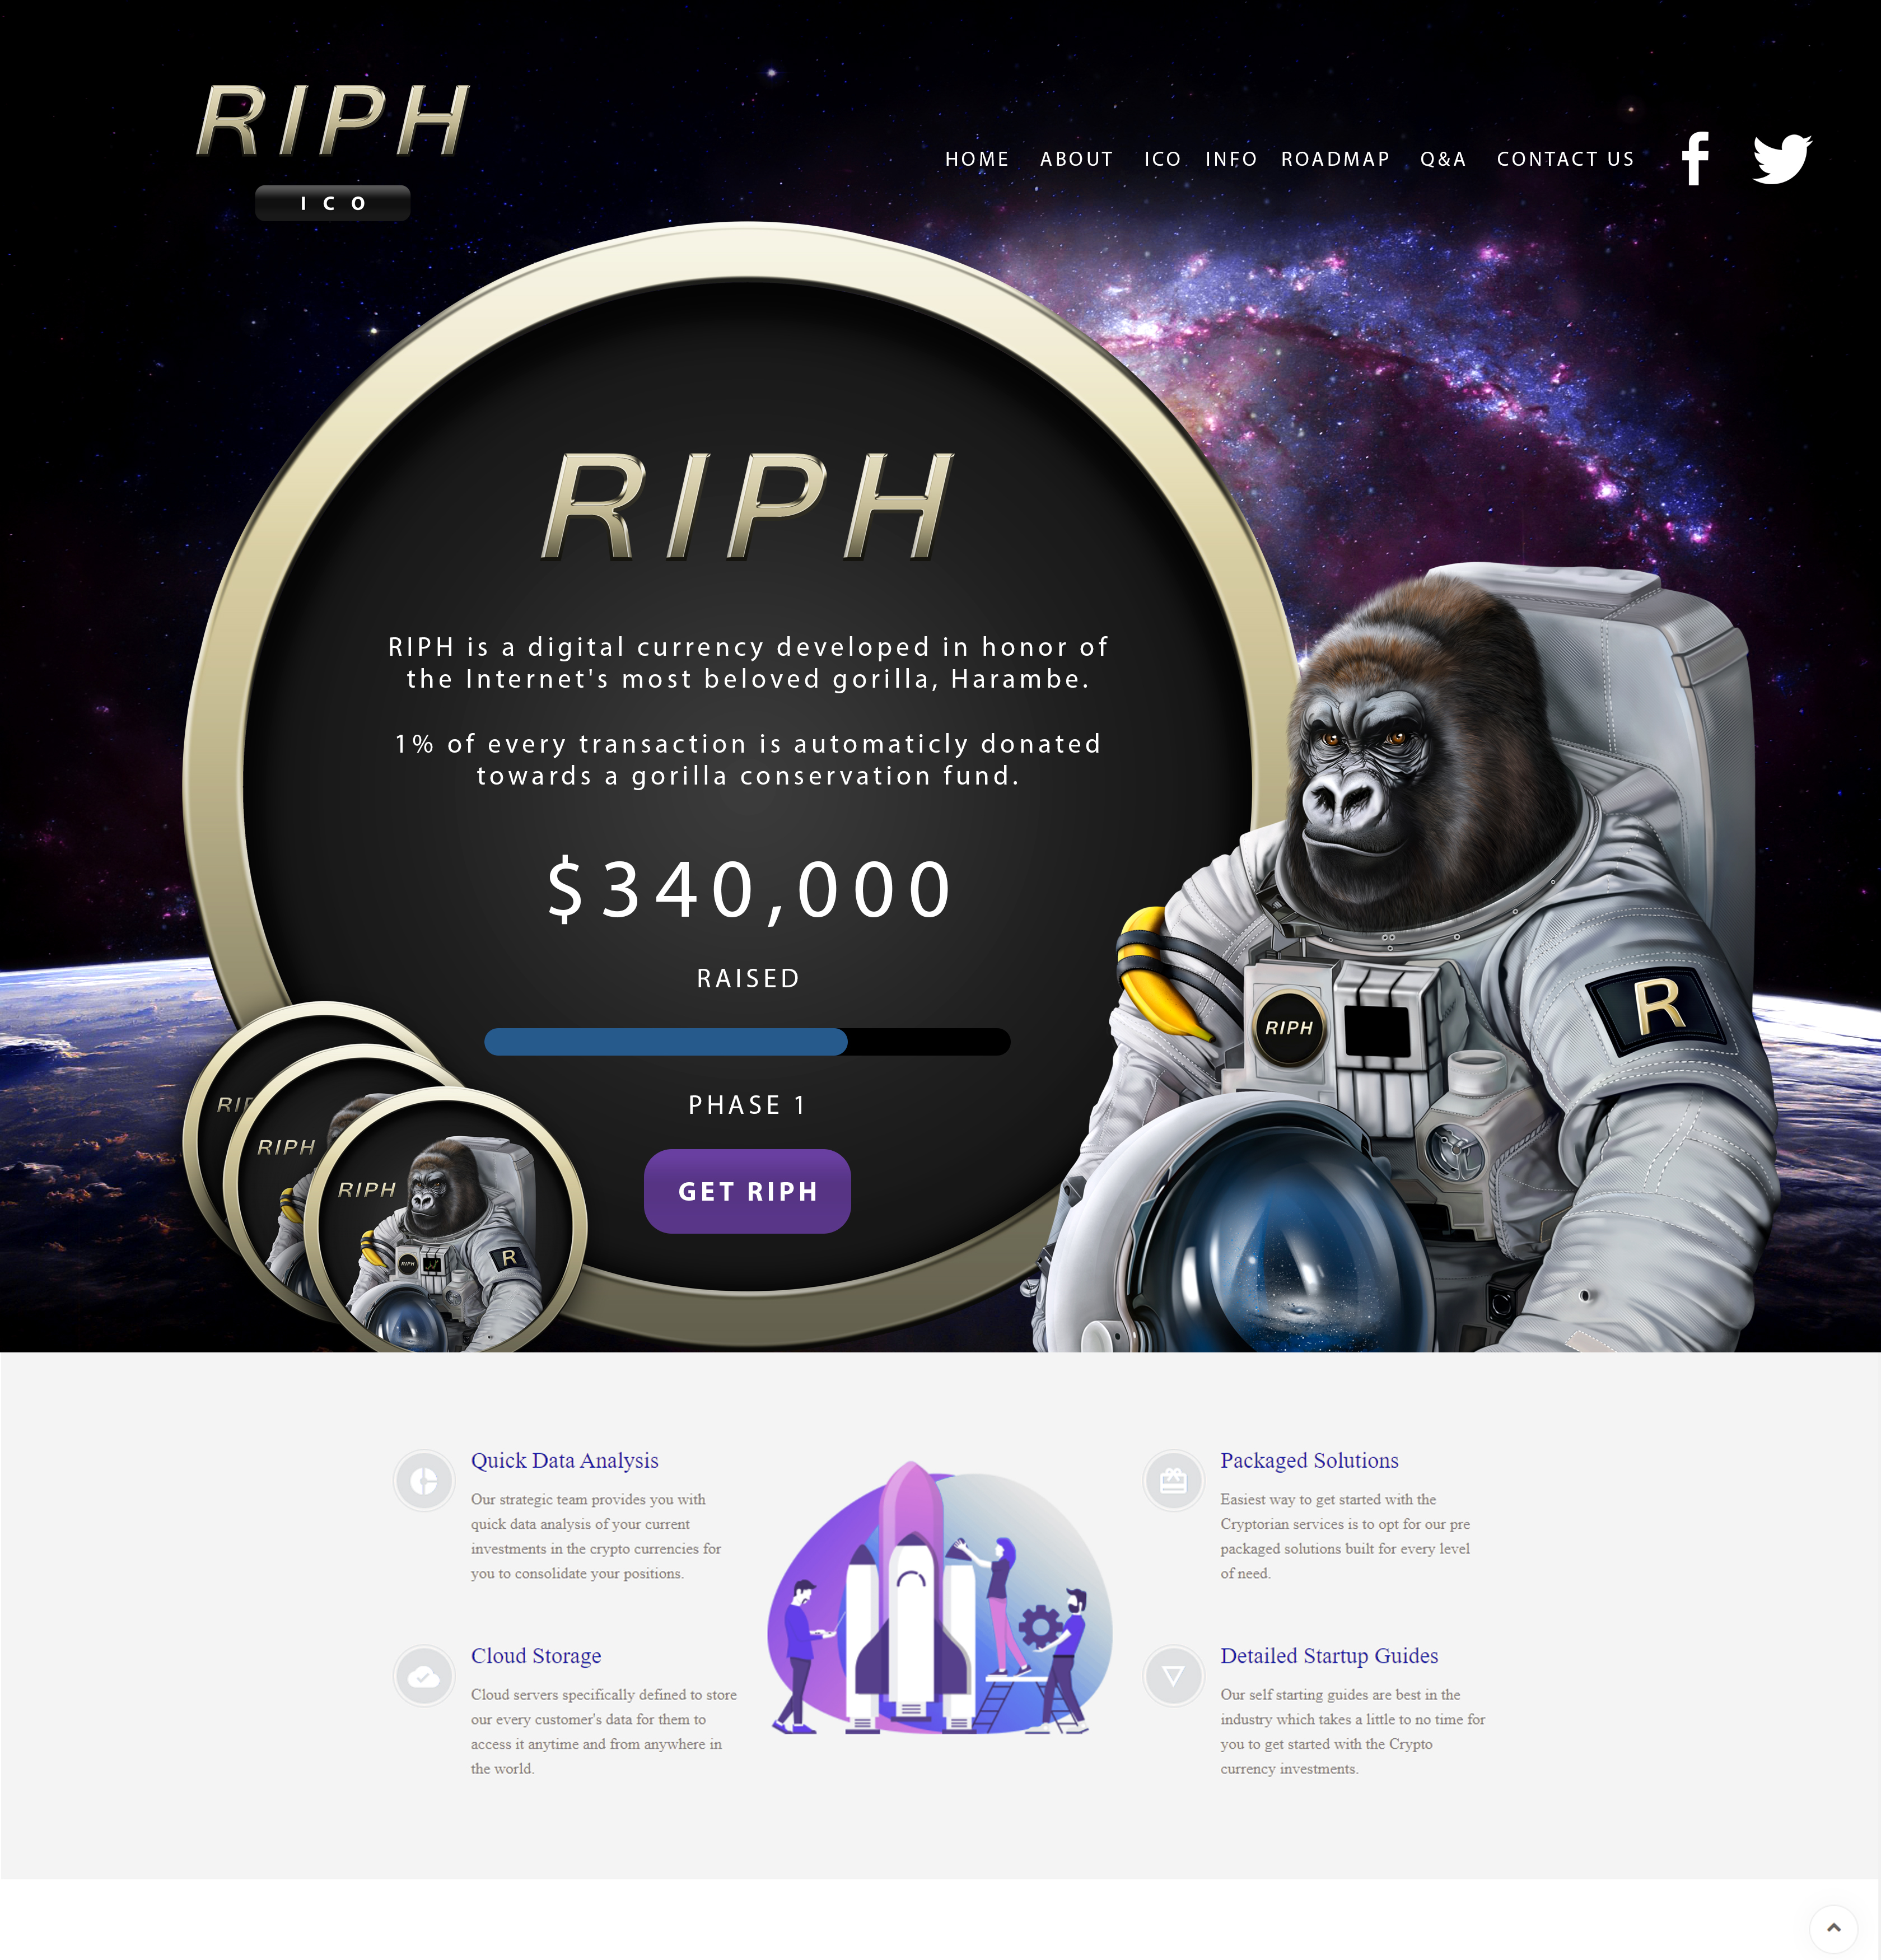 RIPH
ICO
HOME ABOUT ICO INFO ROADMAP Q&A CONTACT US
RIPH
RIPH is a digital currency developed in honor of
the Internet's most beloved gorilla, Harambe.
1% of every transaction is automaticly donated
towards a gorilla conservation fund.
$340,000
RAISED
PHASE 1
GET RIPH
RIPH
R
RIP
RIPH
RIPH
RIPH
R
Quick Data Analysis
Our strategic team provides you with
quick data analysis of your current
investments in the crypto currencies for
you to consolidate your positions.
Cloud Storage
Cloud servers specifically defined to store
our every customer's data for them to
access it anytime and from anywhere in
the world.
Packaged Solutions
Easiest way to get started with the
Cryptorian services is to opt for our pre
packaged solutions built for every level
of need.
Detailed Startup Guides
Our self starting guides are best in the
industry which takes a little to no time for
you to get started with the Crypto
currency investments.